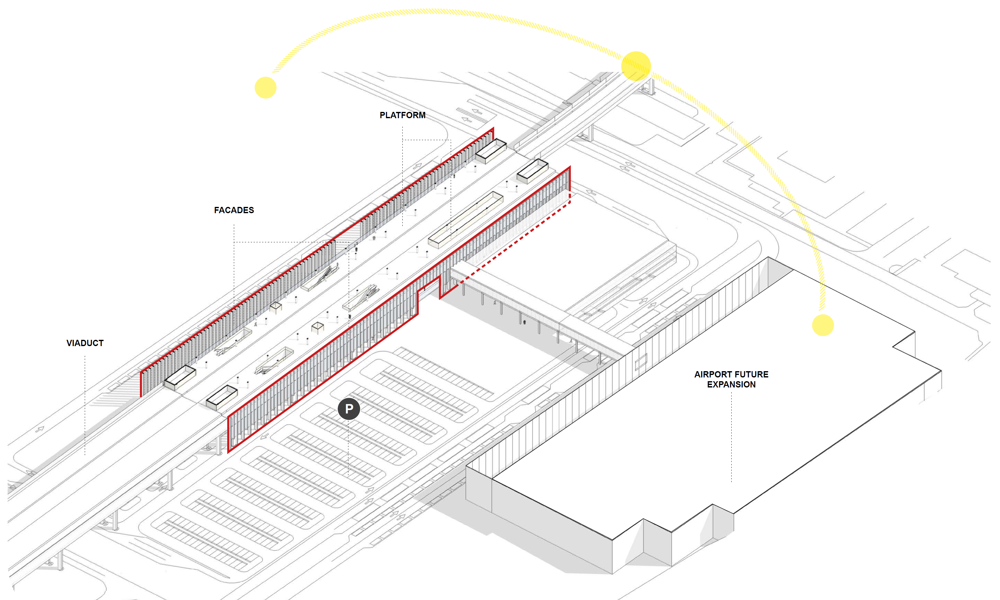 PLATFORM
FACADES
VIADUCT
AIRPORT FUTURE
EXPANSION
P